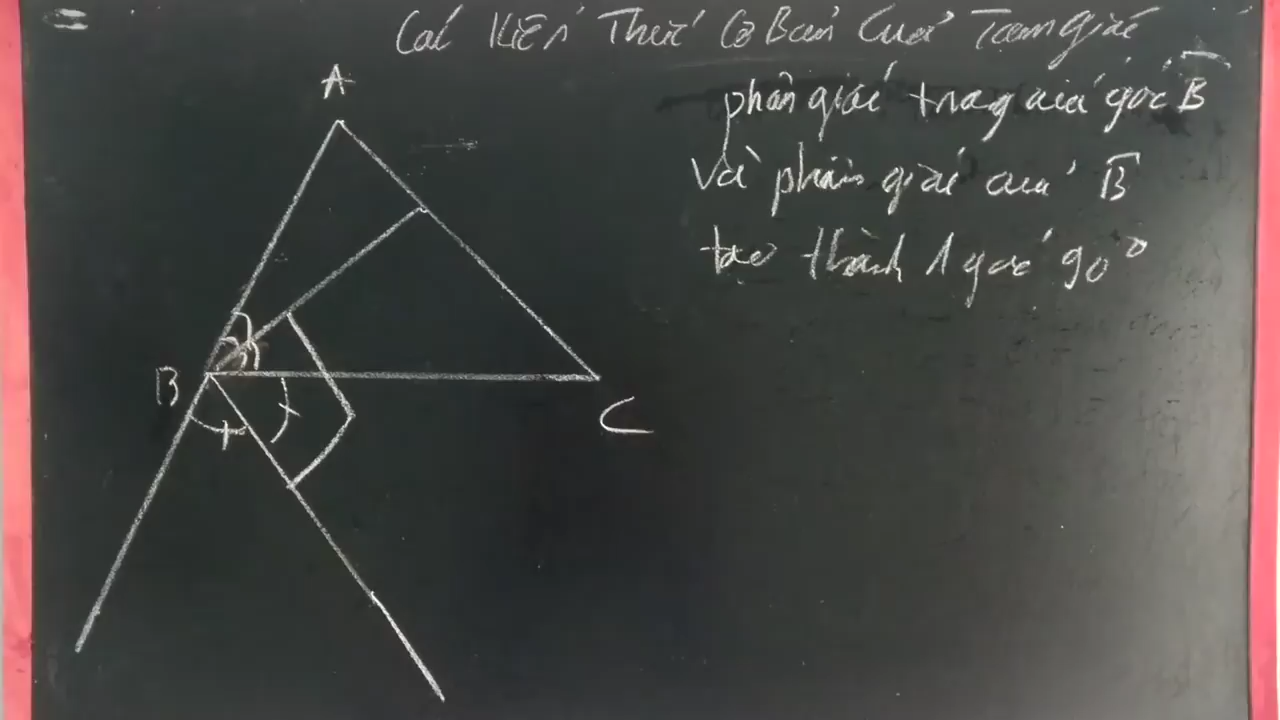 Các Kiến Thức Cơ Bản Của Tam giác
phân giác trong của góc B
và phân giác của B
tạo thành 1 góc 90°
A
B
C